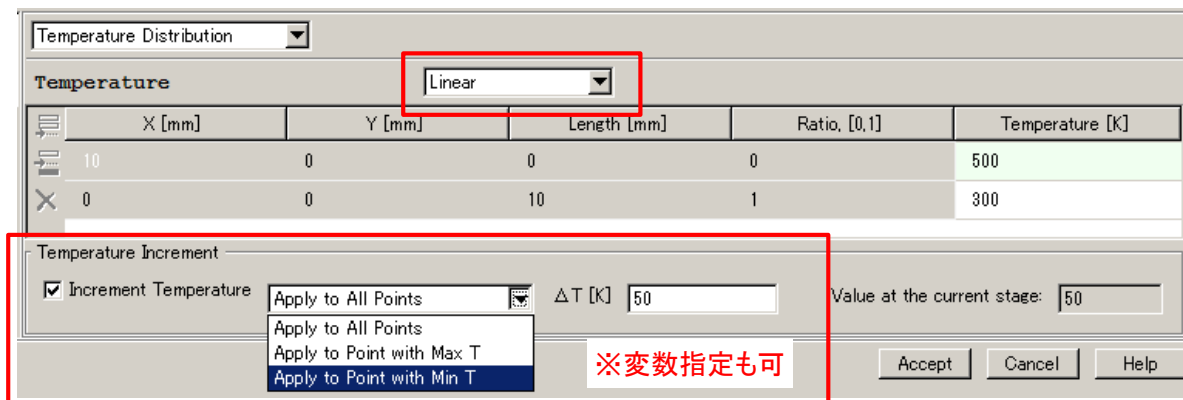 Temperature Distribution
Temperature Linear
X [mm] Y [mm] Length [mm] Ratio, [0,1] Temperature [K]
10 0 0 0 500
0 0 10 1 300
Temperature Increment
Increment Temperature Apply to All Points ΔT [K] 50 Value at the current stage: 50
Apply to All Points
Apply to Point with Max T
Apply to Point with Min T
※変数指定も可
Accept Cancel Help